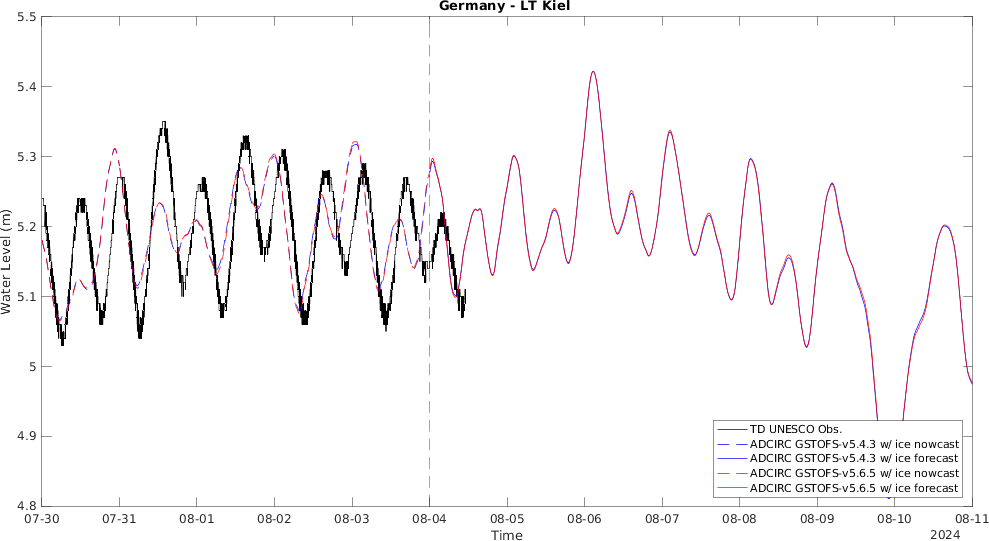 Germany - LT Kiel
Water Level (m)
5.5
5.4
5.3
5.2
5.1
5
4.9
4.8
TD UNESCO Obs.
ADCIRC GSTOFS-v5.4.3 w/ ice nowcast
ADCIRC GSTOFS-v5.4.3 w/ ice forecast
ADCIRC GSTOFS-v5.6.5 w/ ice nowcast
ADCIRC GSTOFS-v5.6.5 w/ ice forecast
07-30 07-31 08-01 08-02 08-03 08-04 08-05 08-06 08-07 08-08 08-09 08-10 08-11
Time
2024